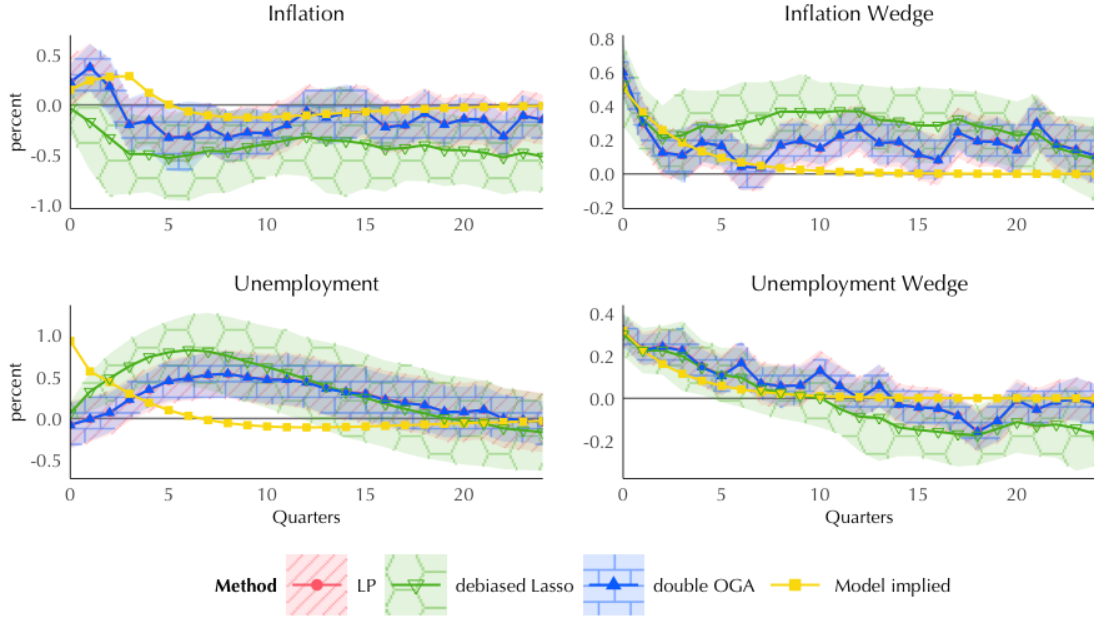 Inflation
Inflation Wedge
percent
0.5
0.0
-0.5
-1.0
0 5 10 15 20
0.8
0.6
0.4
0.2
0.0
-0.2
0 5 10 15 20
Unemployment
Unemployment Wedge
percent
1.0
0.5
0.0
-0.5
0 5 10 15 20
Quarters
0.4
0.2
0.0
-0.2
0 5 10 15 20
Quarters
Method LP debiased Lasso double OGA Model implied